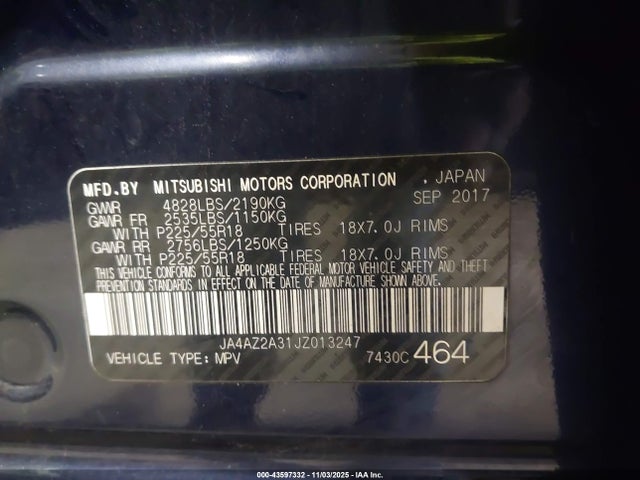 MFD.BY MITSUBISHI MOTORS CORPORATION , JAPAN
GVWR 4828LBS/2190KG SEP 2017
GAWR FR 2535LBS/1150KG
WITH P225/55R18 TIRES 18X7.0J RIMS
GAWR RR 2756LBS/1250KG
WITH P225/55R18 TIRES 18X7.0J RIMS
THIS VEHICLE CONFORMS TO ALL APPLICABLE FEDERAL MOTOR VEHICLE SAFETY AND THEFT
PREVENTION STANDARDS IN EFFECT ON THE DATE OF MANUFACTURE SHOWN ABOVE.
JA4AZ2A31JZ013247
VEHICLE TYPE: MPV 7430C 464
000-43597332 - 11/03/2025 - IAA Inc.